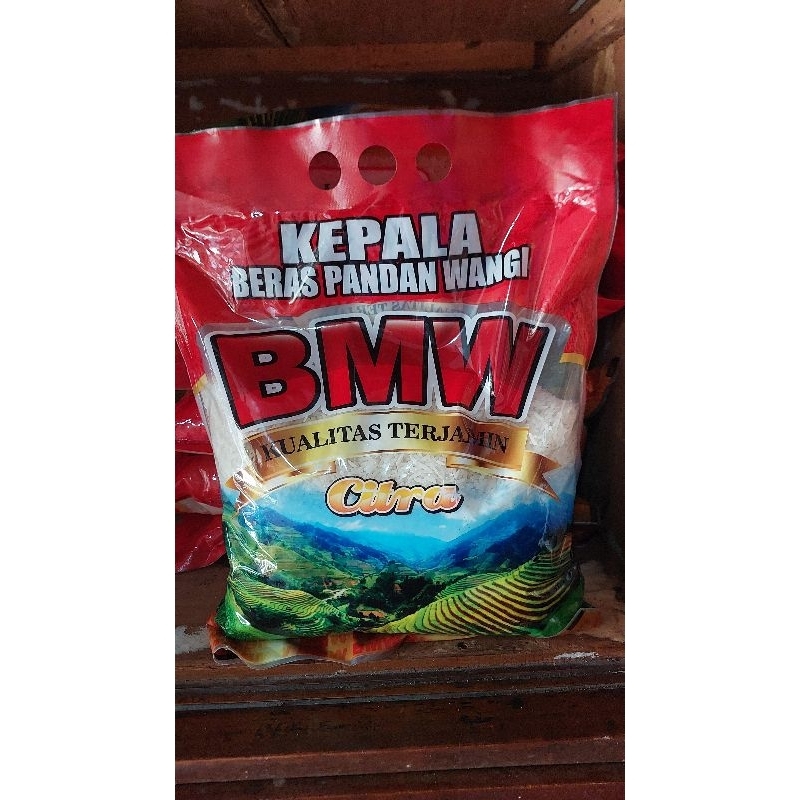 KEPALA
BERAS PANDAN WANGI
BMW
KUALITAS TERJAMIN
Citra